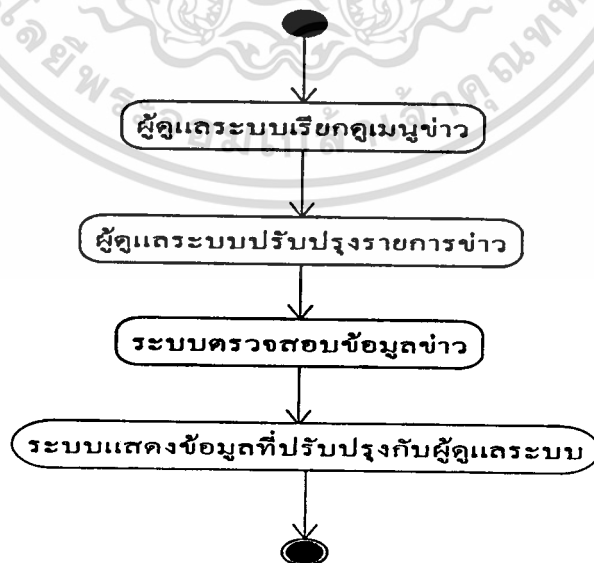 ผู้ดูแลระบบเรียกดูเมนูข่าว
ผู้ดูแลระบบปรับปรุงรายการข่าว
ระบบตรวจสอบข้อมูลข่าว
ระบบแสดงข้อมูลที่ปรับปรุงกับผู้ดูแลระบบ